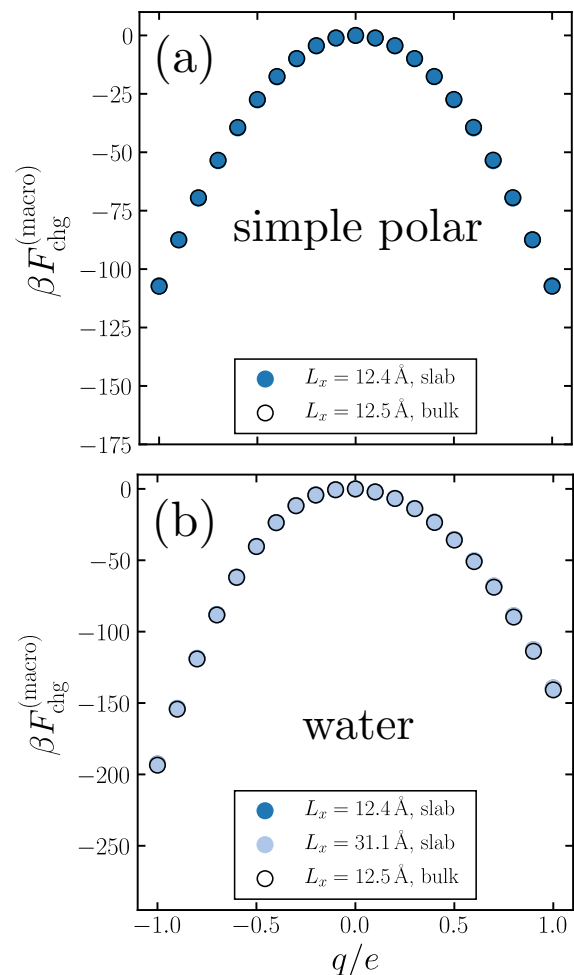 (a)
0
−25
−50
−75
−100
−125
−150
−175
βF_chg^(macro)
simple polar
L_x = 12.4 Å, slab
L_x = 12.5 Å, bulk
(b)
0
−50
−100
−150
−200
−250
βF_chg^(macro)
water
L_x = 12.4 Å, slab
L_x = 31.1 Å, slab
L_x = 12.5 Å, bulk
−1.0 −0.5 0.0 0.5 1.0
q/e